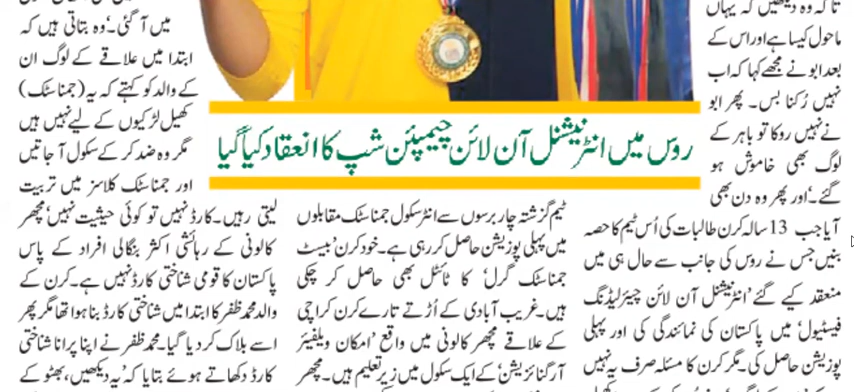 تاکہ وہ دیکھیں کہ یہاں
ماحول کیسا ہے اور اس کے
بعد ابو نے مجھے کہا کہ اب
نہیں رُکنا بس۔ پھر ابو
نے نہیں روکا تو باہر کے
لوگ بھی خاموش ہو
گئے۔‘اور پھر وہ دن بھی
آیا جب 13 سالہ کرن طالبات کی اُس ٹیم کا حصہ
بنیں جس نے روس کی جانب سے حال ہی میں
منعقد کیے گئے ’انٹرنیشنل آن لائن چیئرلیڈنگ
فیسٹیول‘ میں پاکستان کی نمائندگی کی اور پہلی
پوزیشن حاصل کی۔ مگر کرن کا مسئلہ صرف یہ نہیں
روس میں انٹرنیشنل آن لائن چیمپئن شپ کا انعقاد کیا گیا
ٹیم گزشتہ چار برسوں سے انٹر سکول جمناسٹک مقابلوں
میں پہلی پوزیشن حاصل کر رہی ہے۔ خود کرن ’بیسٹ
جمناسٹک گرل‘ کا ٹائٹل بھی حاصل کر چکی
ہیں۔غریب آبادی کے اُڑتے تارے کرن کراچی
کے علاقے مچھر کالونی میں واقع ’امکان ویلفیئر
آرگنائزیشن‘ کے ایک سکول میں زیرِ تعلیم ہیں۔ مچھر
میں آ گئی۔‘وہ بتاتی ہیں کہ
ابتدا میں علاقے کے لوگ ان
کے والد کو کہتے کہ یہ (جمناسٹک)
کھیل لڑکیوں کے لیے نہیں ہیں
مگر وہ ضد کر کے سکول آ جاتیں
اور جمناسٹک کلاسز میں تربیت
لیتی رہیں۔کارڈ نہیں تو کوئی حیثیت نہیں’مچھر
کالونی کے رہائشی اکثر بنگالی افراد کے پاس
پاکستان کا قومی شناختی کارڈ نہیں ہے۔ کرن کے
والد محمد ظفر کا ابتدا میں شناختی کارڈ بنا ہوا تھا مگر پھر
اسے بلاک کر دیا گیا۔محمد ظفر نے اپنا پرانا شناختی
کارڈ دکھاتے ہوئے بتایا کہ ’یہ دیکھیں، بھٹو کے